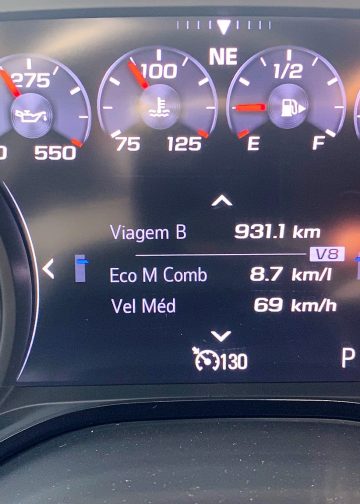 NE
275 100 1/2
0 550 75 125 E F
Viagem B 931.1 km
V8
Eco M Comb 8.7 km/l
Vel Méd 69 km/h
130 P